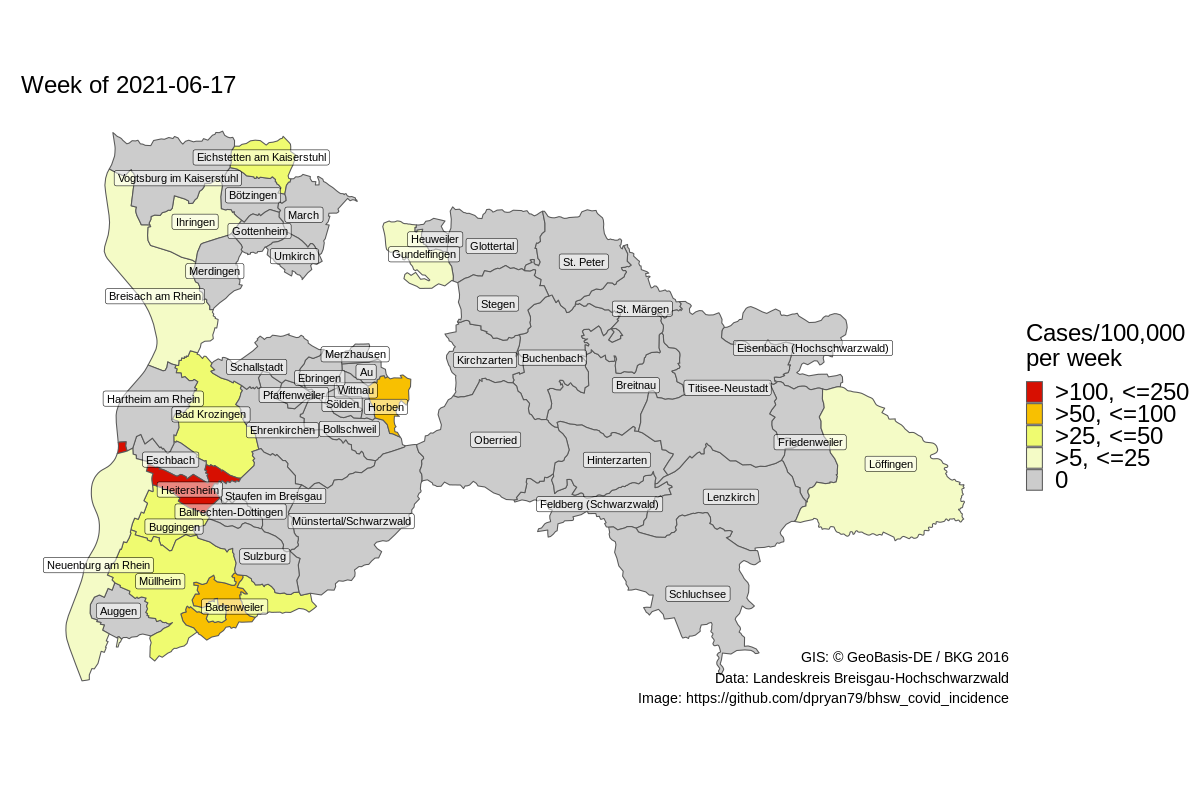 Week of 2021-06-17
Eichstetten am Kaiserstuhl
Vogtsburg im Kaiserstuhl
Bötzingen
March
Ihringen
Gottenheim
Umkirch
Merdingen
Breisach am Rhein
Heuweiler
Gundelfingen
Glottertal
St. Peter
Stegen
St. Märgen
Eisenbach (Hochschwarzwald)
Kirchzarten
Buchenbach
Breitnau
Titisee-Neustadt
Merzhausen
Schallstadt
Au
Ebringen
Wittnau
Pfaffenweiler
Sölden
Horben
Hartheim am Rhein
Bad Krozingen
Ehrenkirchen
Bollschweil
Oberried
Friedenweiler
Hinterzarten
Löffingen
Eschbach
Heitersheim
Staufen im Breisgau
Lenzkirch
Feldberg (Schwarzwald)
Ballrechten-Dottingen
Münstertal/Schwarzwald
Buggingen
Sulzburg
Neuenburg am Rhein
Müllheim
Schluchsee
Badenweiler
Auggen
Cases/100,000
per week
>100, <=250
>50, <=100
>25, <=50
>5, <=25
0
GIS: © GeoBasis-DE / BKG 2016
Data: Landeskreis Breisgau-Hochschwarzwald
Image: https://github.com/dpryan79/bhsw_covid_incidence